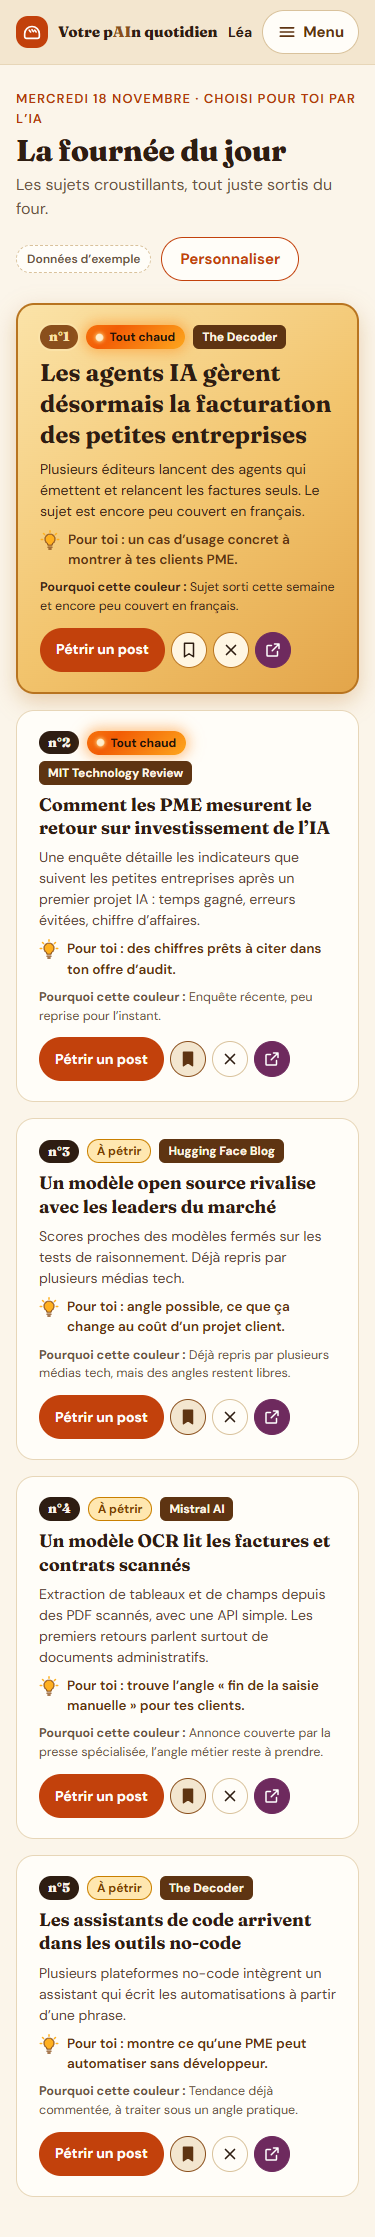 Votre pAIn quotidien Léa Menu
MERCREDI 18 NOVEMBRE · CHOISI POUR TOI PAR
L’IA
La fournée du jour
Les sujets croustillants, tout juste sortis du
four.
Données d’exemple Personnaliser
n°1 Tout chaud The Decoder
Les agents IA gèrent
désormais la facturation
des petites entreprises
Plusieurs éditeurs lancent des agents qui
émettent et relancent les factures seuls. Le
sujet est encore peu couvert en français.
Pour toi : un cas d’usage concret à
montrer à tes clients PME.
Pourquoi cette couleur : Sujet sorti cette semaine
et encore peu couvert en français.
Pétrir un post
n°2 Tout chaud
MIT Technology Review
Comment les PME mesurent le
retour sur investissement de l’IA
Une enquête détaille les indicateurs que
suivent les petites entreprises après un
premier projet IA : temps gagné, erreurs
évitées, chiffre d’affaires.
Pour toi : des chiffres prêts à citer dans
ton offre d’audit.
Pourquoi cette couleur : Enquête récente, peu
reprise pour l’instant.
Pétrir un post
n°3 À pétrir Hugging Face Blog
Un modèle open source rivalise
avec les leaders du marché
Scores proches des modèles fermés sur les
tests de raisonnement. Déjà repris par
plusieurs médias tech.
Pour toi : angle possible, ce que ça
change au coût d’un projet client.
Pourquoi cette couleur : Déjà repris par plusieurs
médias tech, mais des angles restent libres.
Pétrir un post
n°4 À pétrir Mistral AI
Un modèle OCR lit les factures et
contrats scannés
Extraction de tableaux et de champs depuis
des PDF scannés, avec une API simple. Les
premiers retours parlent surtout de
documents administratifs.
Pour toi : trouve l’angle « fin de la saisie
manuelle » pour tes clients.
Pourquoi cette couleur : Annonce couverte par la
presse spécialisée, l’angle métier reste à prendre.
Pétrir un post
n°5 À pétrir The Decoder
Les assistants de code arrivent
dans les outils no-code
Plusieurs plateformes no-code intègrent un
assistant qui écrit les automatisations à partir
d’une phrase.
Pour toi : montre ce qu’une PME peut
automatiser sans développeur.
Pourquoi cette couleur : Tendance déjà
commentée, à traiter sous un angle pratique.
Pétrir un post